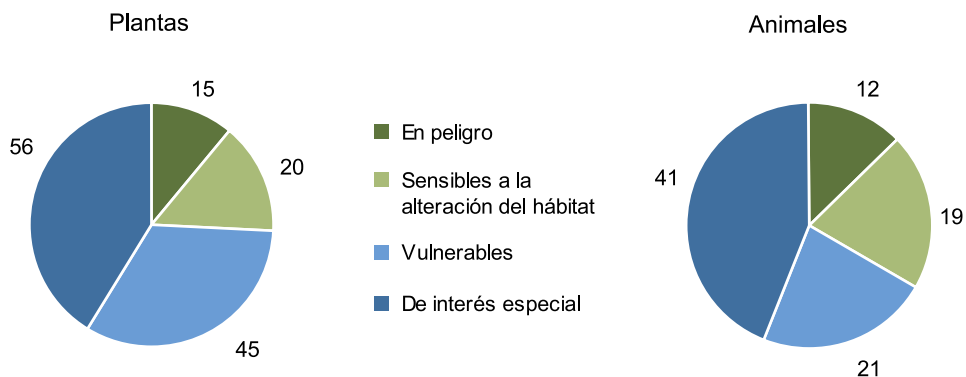 Plantas
15
20
45
56
En peligro
Sensibles a la
alteración del hábitat
Vulnerables
De interés especial
Animales
12
19
21
41